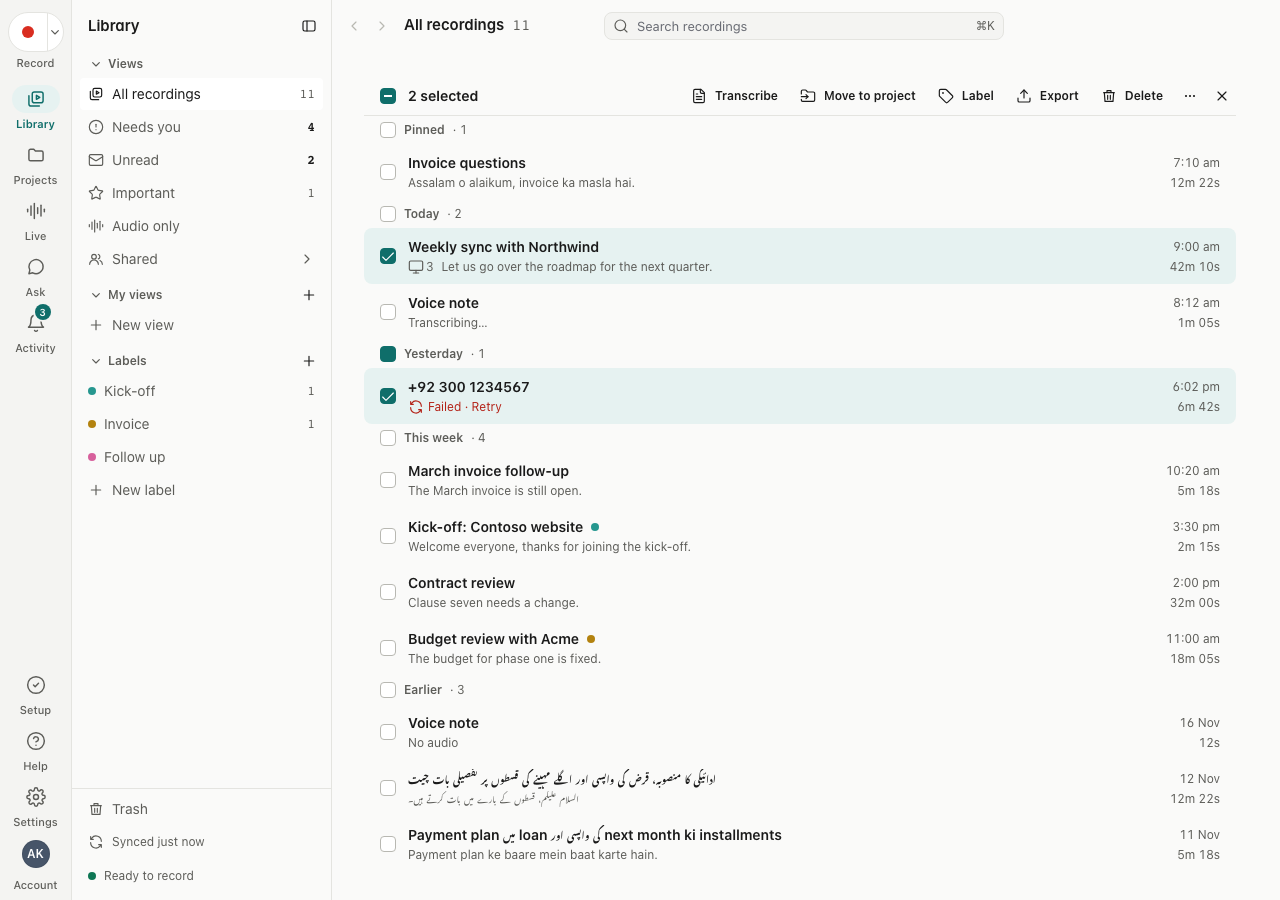 Record
Library
Projects
Live
Ask
3
Activity
Setup
Help
Settings
AK
Account
Library
Views
All recordings 11
Needs you 4
Unread 2
Important 1
Audio only
Shared
My views
New view
Labels
Kick-off 1
Invoice 1
Follow up
New label
Trash
Synced just now
Ready to record
All recordings 11
Search recordings ⌘K
2 selected Transcribe Move to project Label Export Delete ···
Pinned · 1
Invoice questions 7:10 am
Assalam o alaikum, invoice ka masla hai. 12m 22s
Today · 2
Weekly sync with Northwind 9:00 am
3 Let us go over the roadmap for the next quarter. 42m 10s
Voice note 8:12 am
Transcribing... 1m 05s
Yesterday · 1
+92 300 1234567 6:02 pm
Failed · Retry 6m 42s
This week · 4
March invoice follow-up 10:20 am
The March invoice is still open. 5m 18s
Kick-off: Contoso website 3:30 pm
Welcome everyone, thanks for joining the kick-off. 2m 15s
Contract review 2:00 pm
Clause seven needs a change. 32m 00s
Budget review with Acme 11:00 am
The budget for phase one is fixed. 18m 05s
Earlier · 3
Voice note 16 Nov
No audio 12s
ادائیگی کا منصوبہ، قرض کی واپسی اور اگلے مہینے کی قسطوں پر تفصیلی بات چیت 12 Nov
السلام علیکم، قسطوں کے بارے میں بات کرتے ہیں۔ 12m 22s
Payment plan میں loan کی واپسی اور next month ki installments 11 Nov
Payment plan ke baare mein baat karte hain. 5m 18s